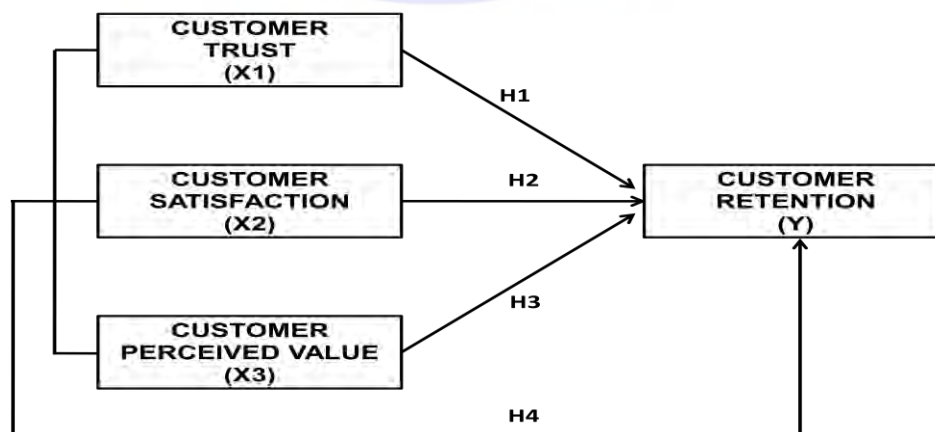 CUSTOMER
TRUST
(X1)
H1
CUSTOMER
SATISFACTION
(X2)
H2
CUSTOMER
RETENTION
(Y)
H3
CUSTOMER
PERCEIVED VALUE
(X3)
H4